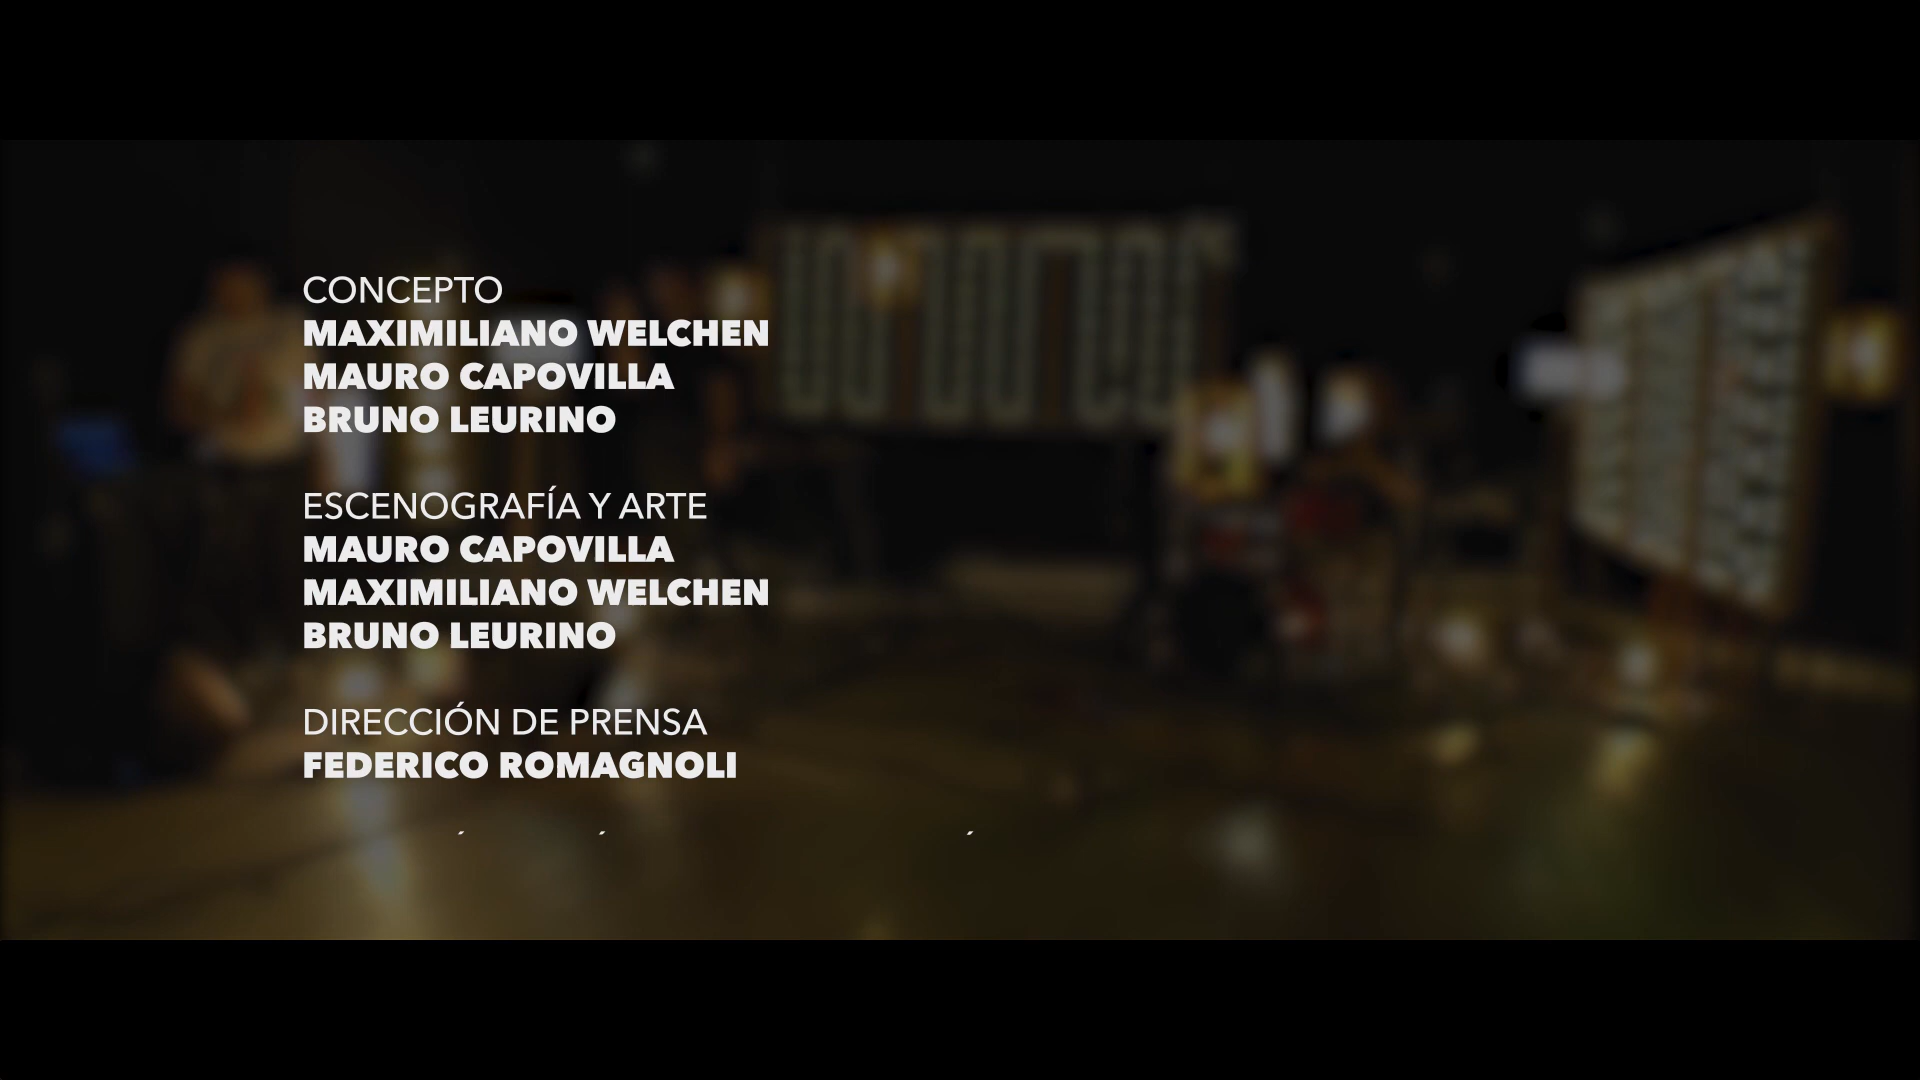 CONCEPTO
MAXIMILIANO WELCHEN
MAURO CAPOVILLA
BRUNO LEURINO
ESCENOGRAFÍA Y ARTE
MAURO CAPOVILLA
MAXIMILIANO WELCHEN
BRUNO LEURINO
DIRECCIÓN DE PRENSA
FEDERICO ROMAGNOLI